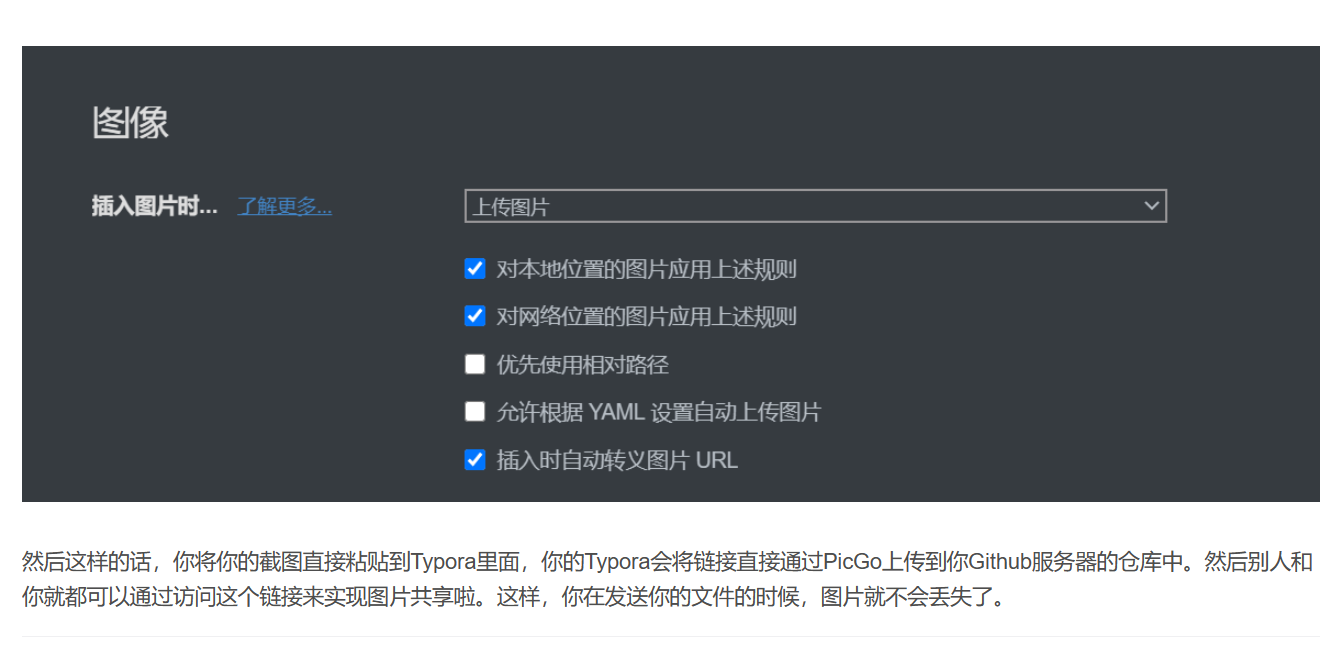 图像
插入图片时... 了解更多... 上传图片
对本地位置的图片应用上述规则
对网络位置的图片应用上述规则
优先使用相对路径
允许根据 YAML 设置自动上传图片
插入时自动转义图片 URL
然后这样的话，你将你的截图直接粘贴到Typora里面，你的Typora会将链接直接通过PicGo上传到你Github服务器的仓库中。然后别人和
你就都可以通过访问这个链接来实现图片共享啦。这样，你在发送你的文件的时候，图片就不会丢失了。